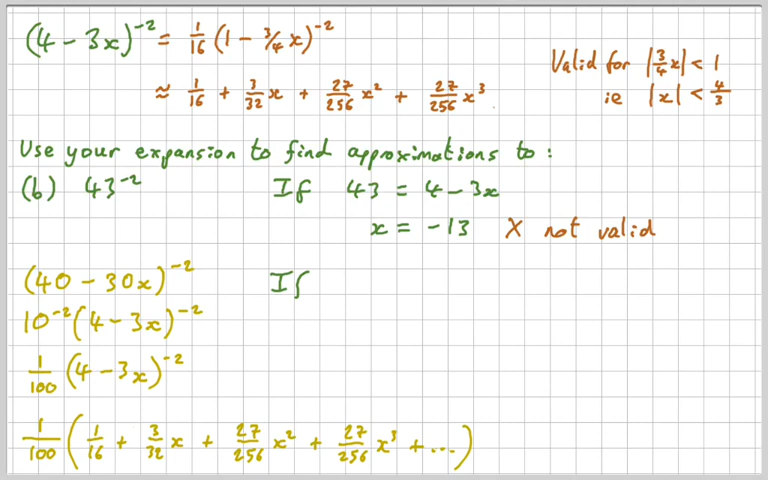 (4 - 3x)⁻² = 1/16 (1 - 3/4 x)⁻²
≈ 1/16 + 3/32 x + 27/256 x² + 27/256 x³
Valid for |3/4 x| < 1
ie |x| < 4/3
Use your expansion to find approximations to :
(b) 43⁻² If 43 = 4 - 3x
x = -13 X not valid
(40 - 30x)⁻² If
10⁻² (4 - 3x)⁻²
1/100 (4 - 3x)⁻²
1/100 (1/16 + 3/32 x + 27/256 x² + 27/256 x³ + ...)